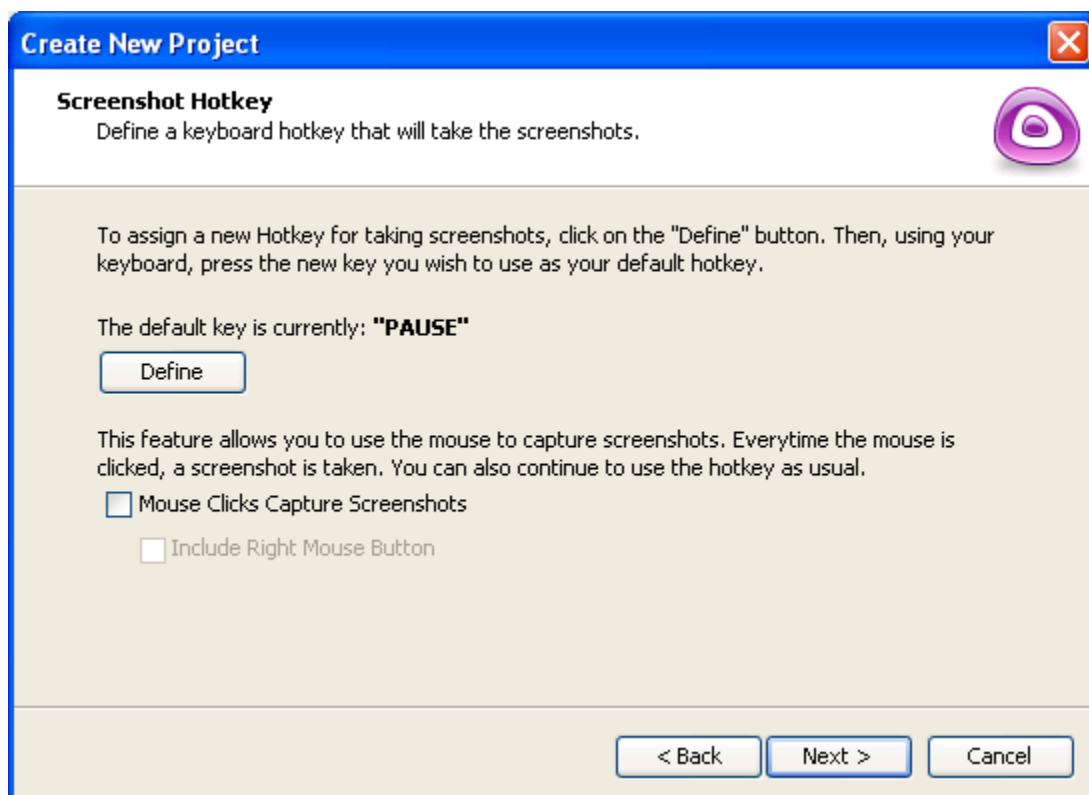 Create New Project
Screenshot Hotkey
Define a keyboard hotkey that will take the screenshots.
To assign a new Hotkey for taking screenshots, click on the "Define" button. Then, using your
keyboard, press the new key you wish to use as your default hotkey.
The default key is currently: "PAUSE"
Define
This feature allows you to use the mouse to capture screenshots. Everytime the mouse is
clicked, a screenshot is taken. You can also continue to use the hotkey as usual.
Mouse Clicks Capture Screenshots
Include Right Mouse Button
< Back Next > Cancel